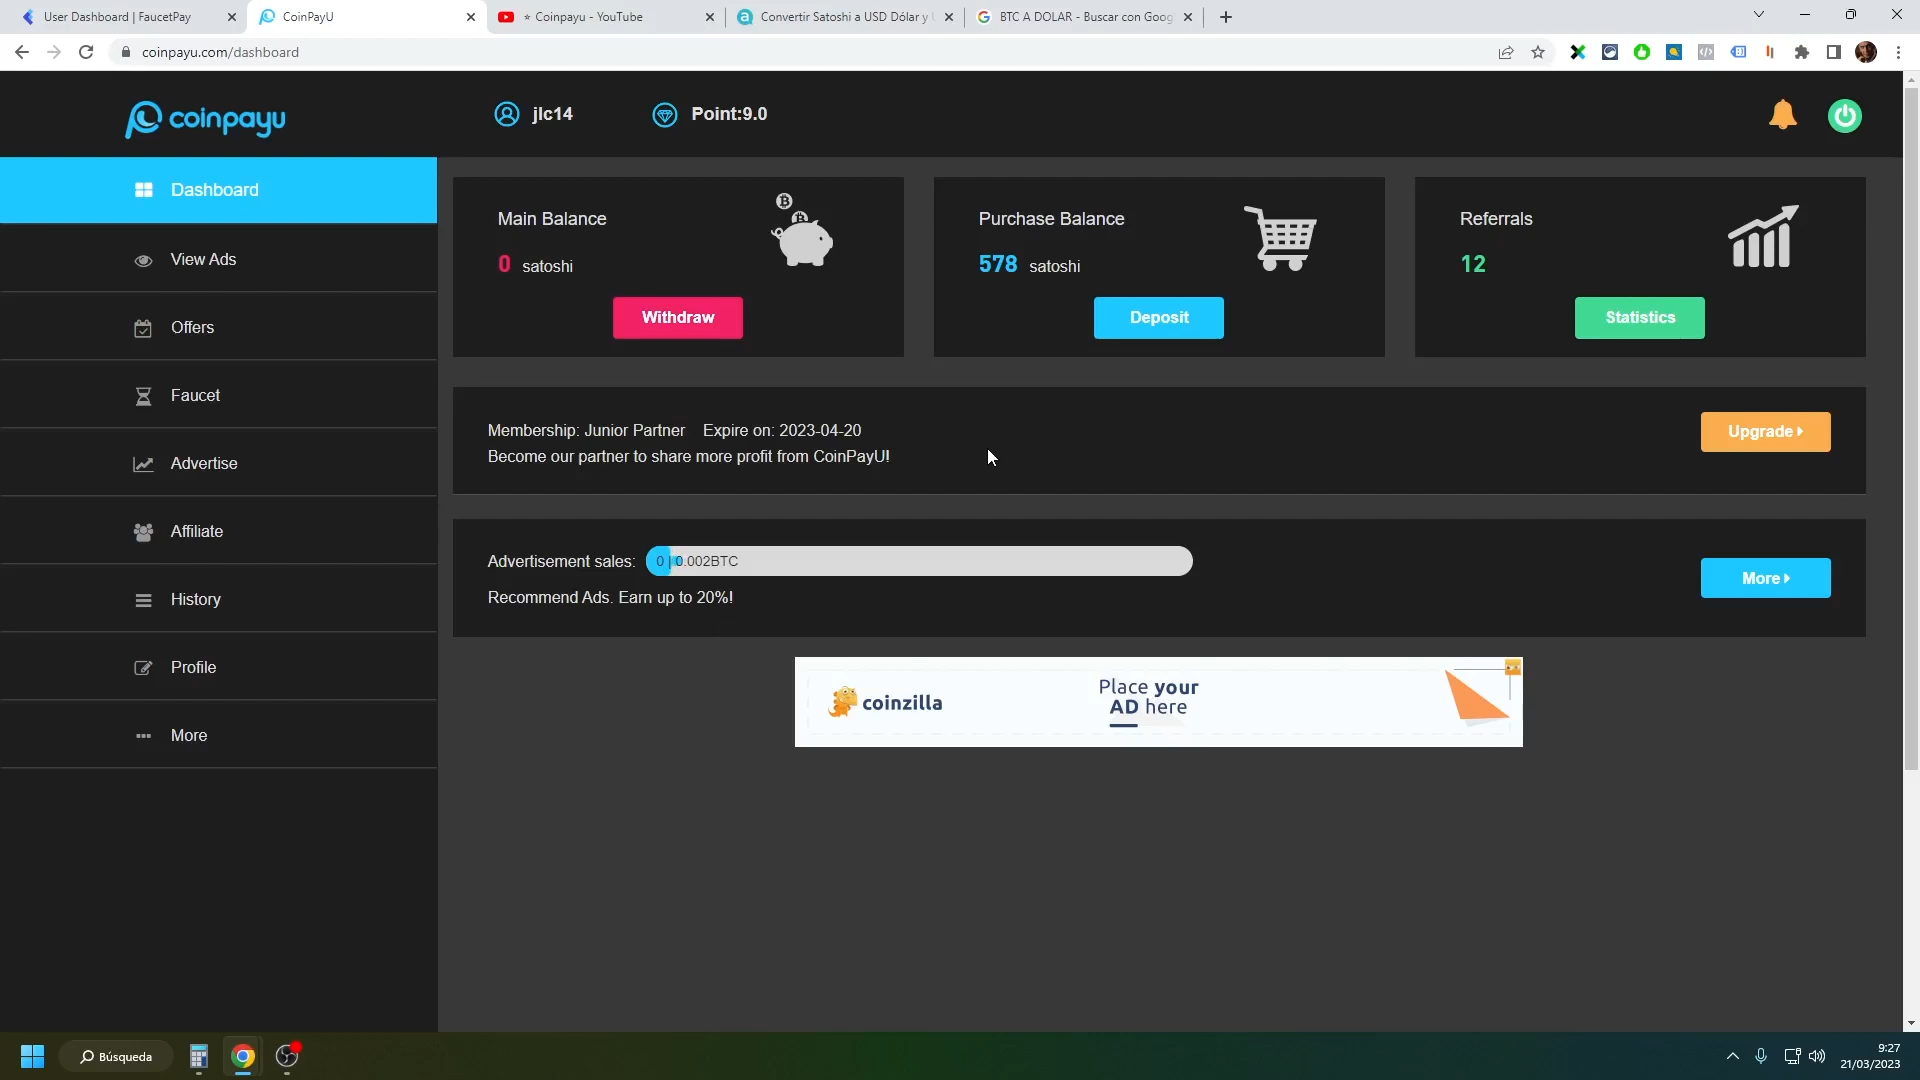 User Dashboard | FaucetPay
CoinPayU
Coinpayu - YouTube
Convertir Satoshi a USD Dólar y
BTC A DOLAR - Buscar con Goog
coinpayu.com/dashboard
coinpayu
jlc14
Point:9.0
Dashboard
View Ads
Offers
Faucet
Advertise
Affiliate
History
Profile
More
Main Balance
0 satoshi
Withdraw
Purchase Balance
578 satoshi
Deposit
Referrals
12
Statistics
Membership: Junior Partner Expire on: 2023-04-20
Become our partner to share more profit from CoinPayU!
Upgrade
Advertisement sales: 0 | 0.002BTC
Recommend Ads. Earn up to 20%!
More
coinzilla
Place your
AD here
Búsqueda
9:27
21/03/2023